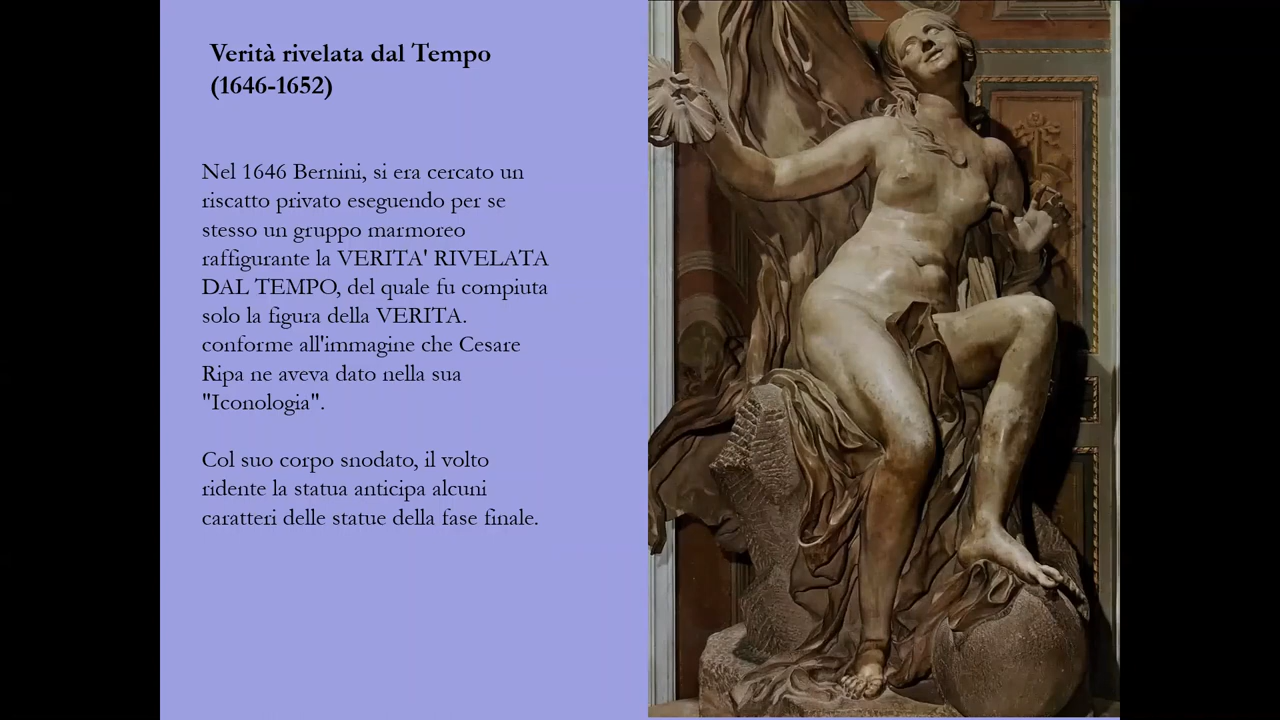 Verità rivelata dal Tempo
(1646-1652)
Nel 1646 Bernini, si era cercato un
riscatto privato eseguendo per se
stesso un gruppo marmoreo
raffigurante la VERITA' RIVELATA
DAL TEMPO, del quale fu compiuta
solo la figura della VERITA.
conforme all'immagine che Cesare
Ripa ne aveva dato nella sua
"Iconologia".
Col suo corpo snodato, il volto
ridente la statua anticipa alcuni
caratteri delle statue della fase finale.